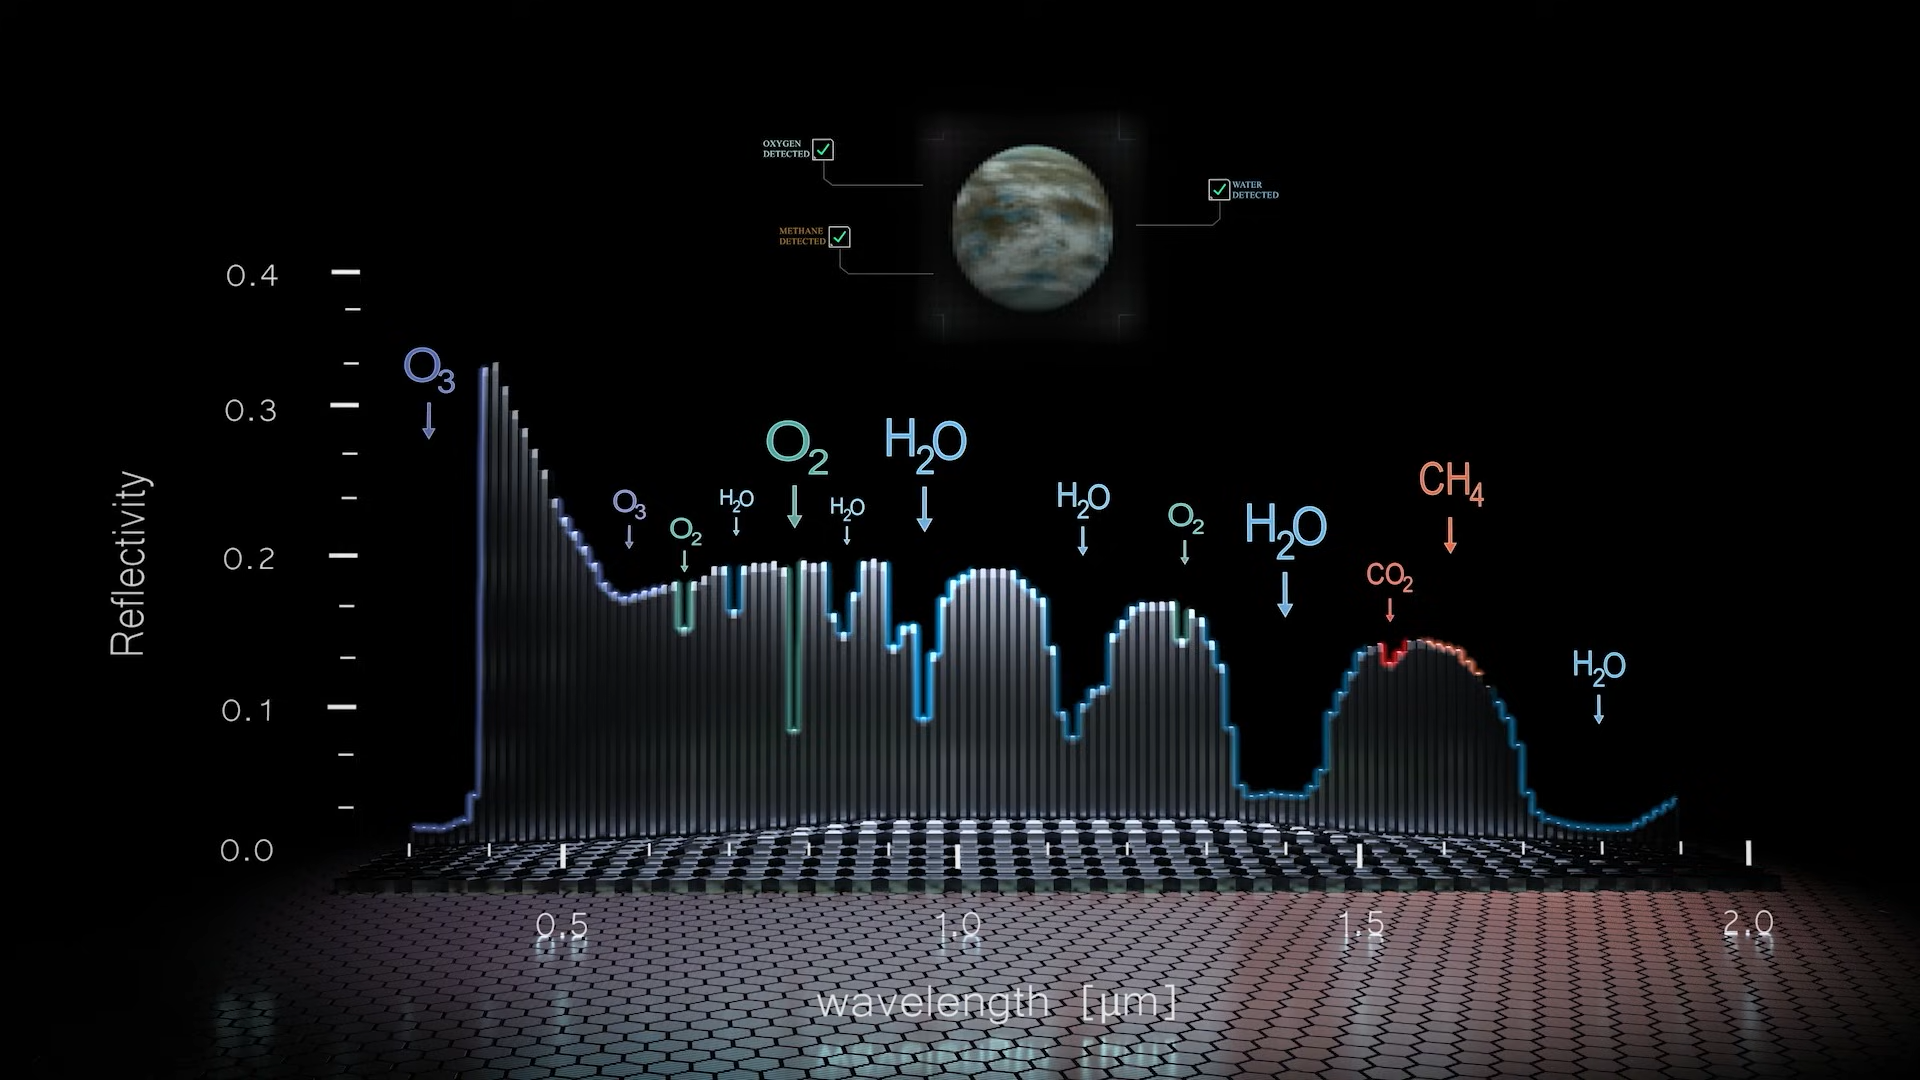 OXYGEN
DETECTED
WATER
DETECTED
METHANE
DETECTED
0.4
0.3
0.2
0.1
0.0
Reflectivity
O₃
O₃
O₂
H₂O
O₂
H₂O
H₂O
H₂O
O₂
H₂O
CO₂
CH₄
H₂O
0.5
1.0
1.5
2.0
wavelength [μm]